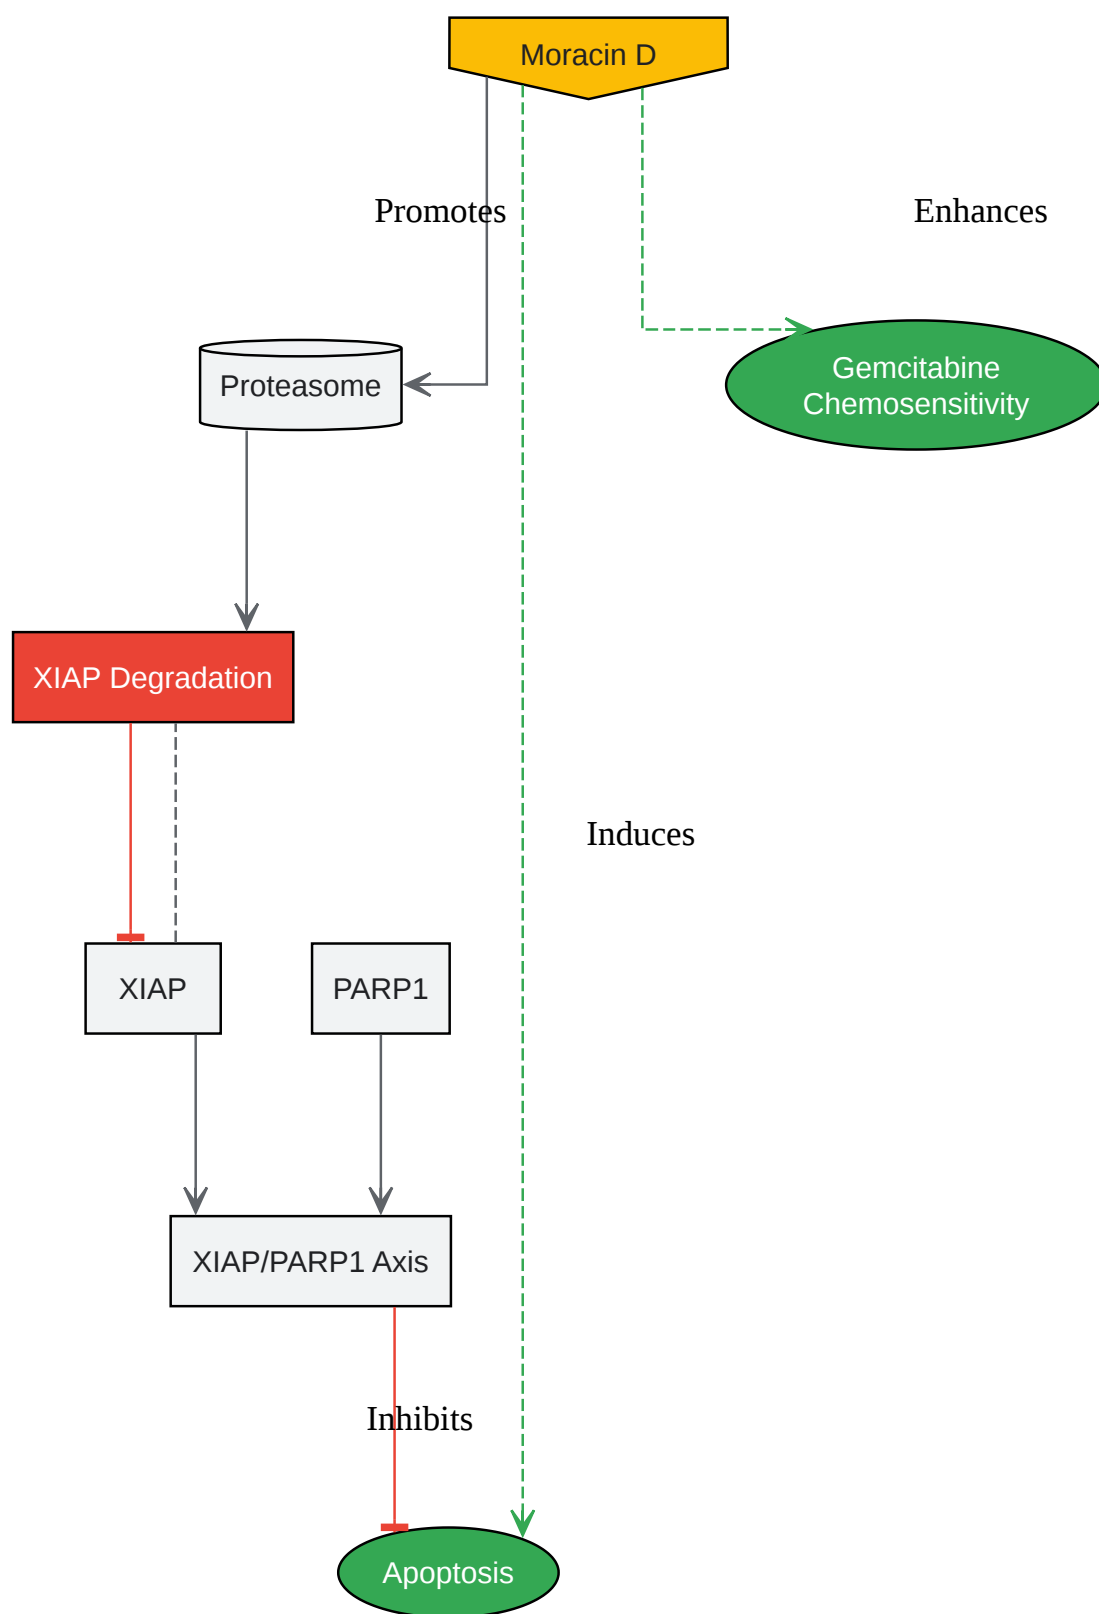 Moracin D
Promotes
Enhances
Proteasome
Gemcitabine
Chemosensitivity
XIAP Degradation
Induces
XIAP
PARP1
XIAP/PARP1 Axis
Inhibits
Apoptosis